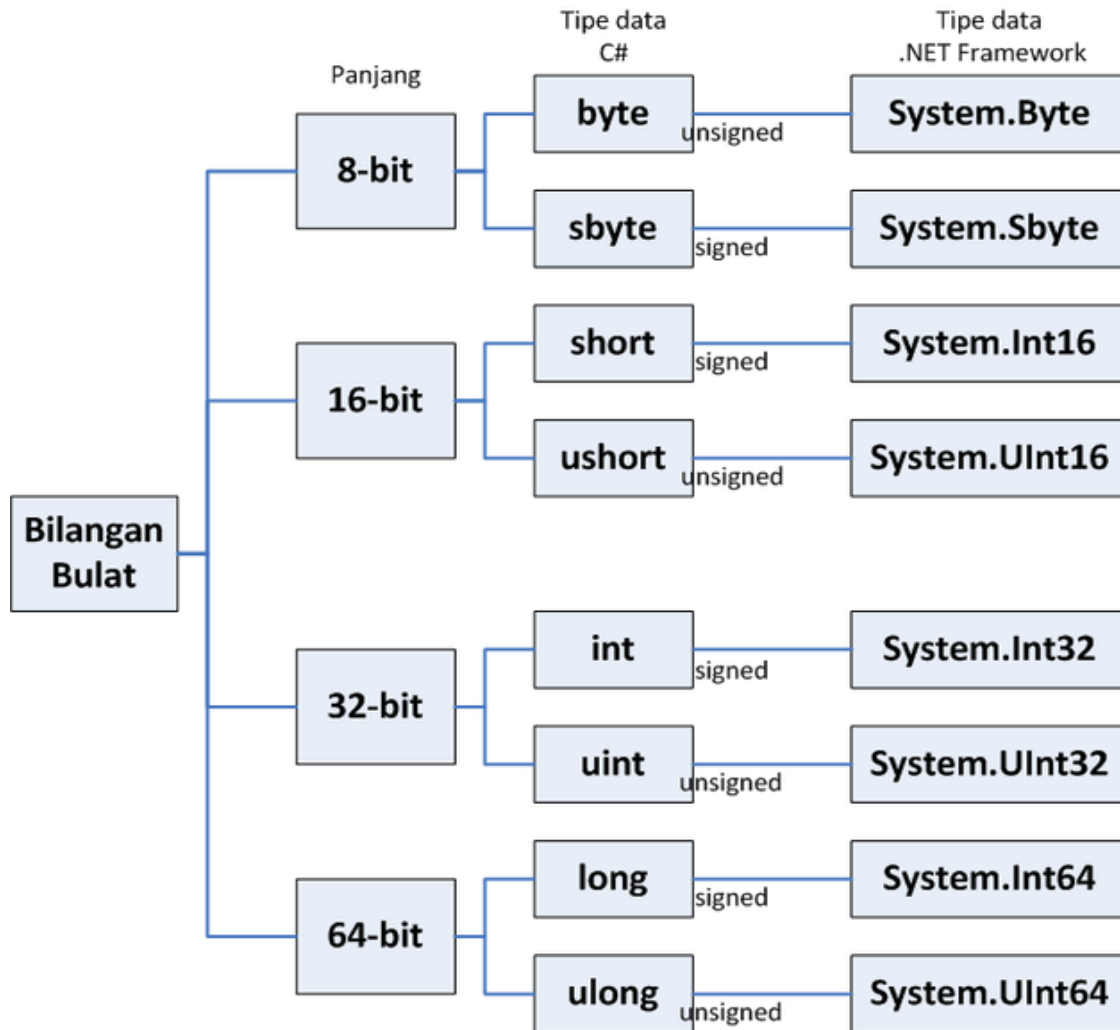 Tipe data
C#
Tipe data
.NET Framework
Panjang
8-bit
byte
unsigned
System.Byte
sbyte
signed
System.Sbyte
16-bit
short
signed
System.Int16
ushort
unsigned
System.UInt16
Bilangan
Bulat
32-bit
int
signed
System.Int32
uint
unsigned
System.UInt32
64-bit
long
signed
System.Int64
ulong
unsigned
System.UInt64